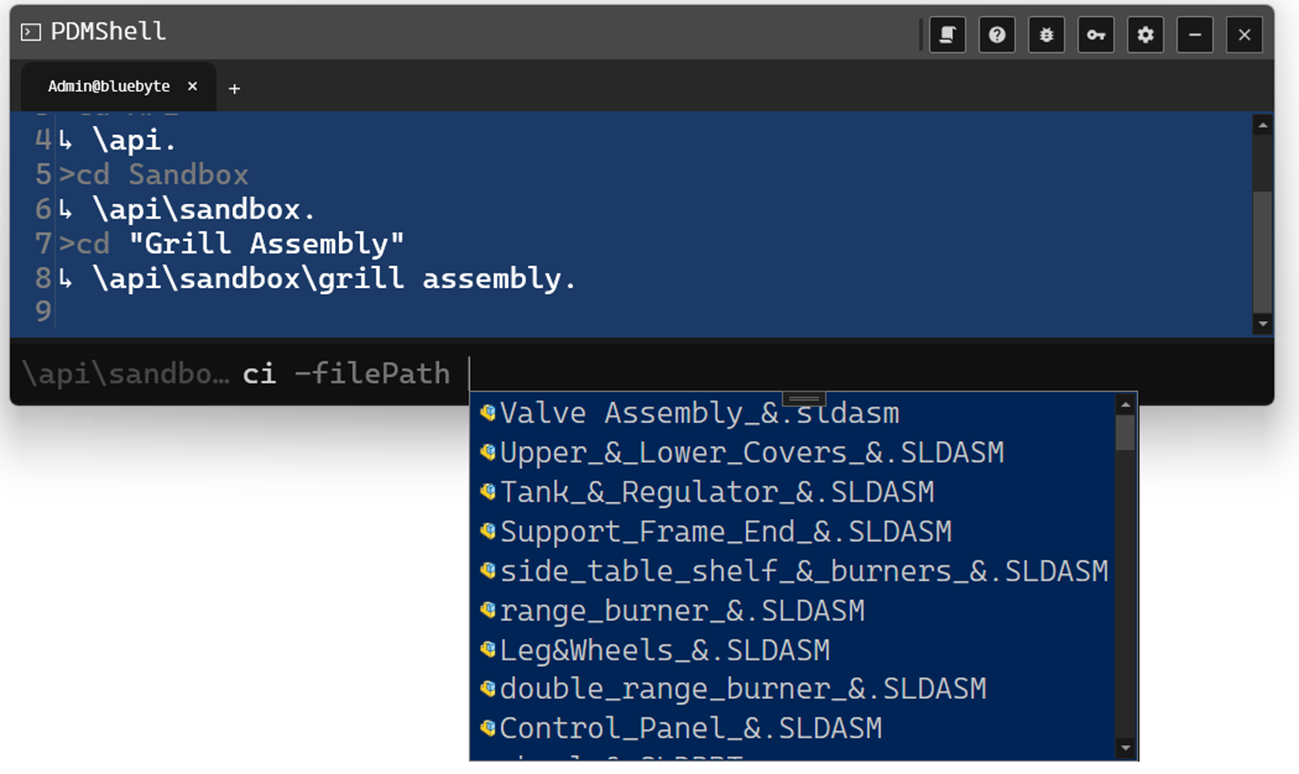 PDMShell
Admin@bluebyte × +
4↳ \api.
5>cd Sandbox
6↳ \api\sandbox.
7>cd "Grill Assembly"
8↳ \api\sandbox\grill assembly.
9
\api\sandbo… ci -filePath
Valve Assembly_&.sldasm
Upper_&_Lower_Covers_&.SLDASM
Tank_&_Regulator_&.SLDASM
Support_Frame_End_&.SLDASM
side_table_shelf_&_burners_&.SLDASM
range_burner_&.SLDASM
Leg&Wheels_&.SLDASM
double_range_burner_&.SLDASM
Control_Panel_&.SLDASM